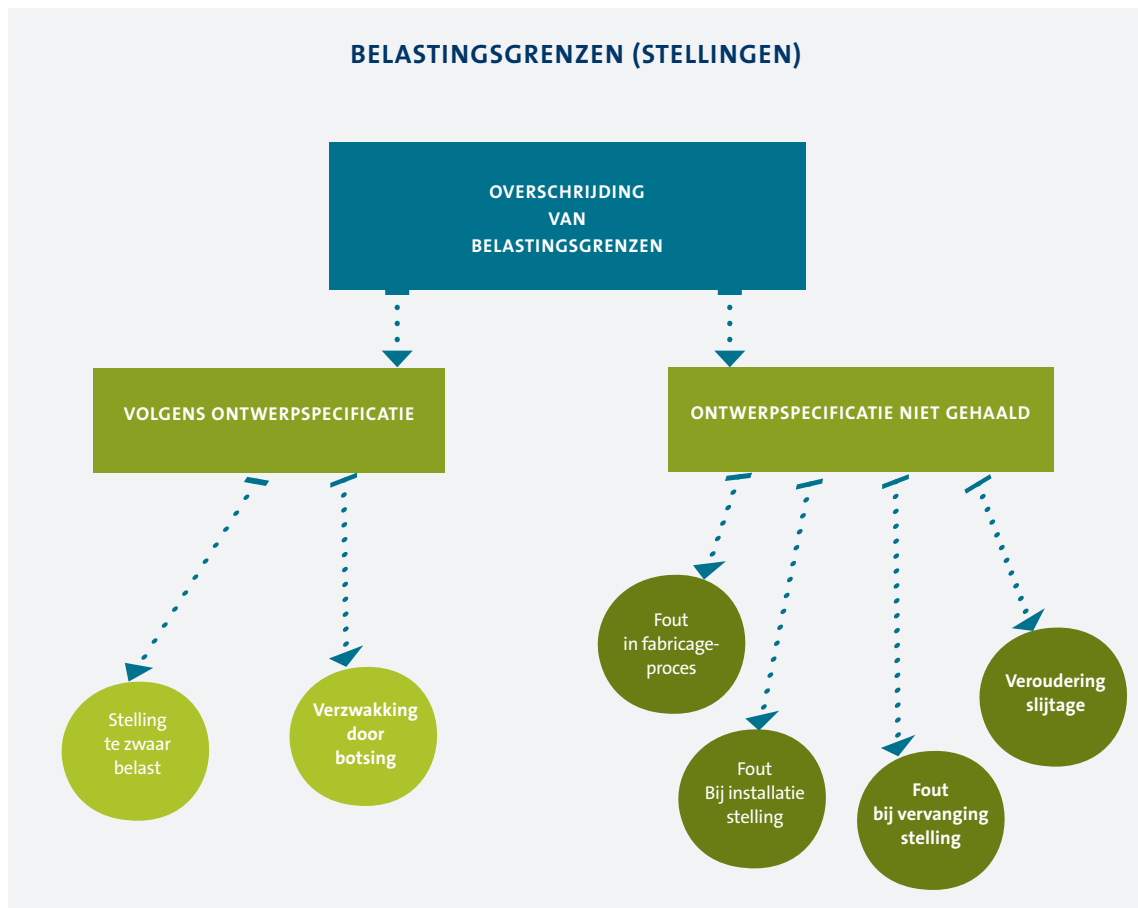 BELASTINGSGRENZEN (STELLINGEN)
OVERSCHRIJDING
VAN
BELASTINGSGRENZEN
VOLGENS ONTWERPSPECIFICATIE
ONTWERPSPECIFICATIE NIET GEHAALD
Stelling
te zwaar
belast
Verzwakking
door
botsing
Fout
in fabricage-
proces
Fout
Bij installatie
stelling
Fout
bij vervanging
stelling
Veroudering
slijtage